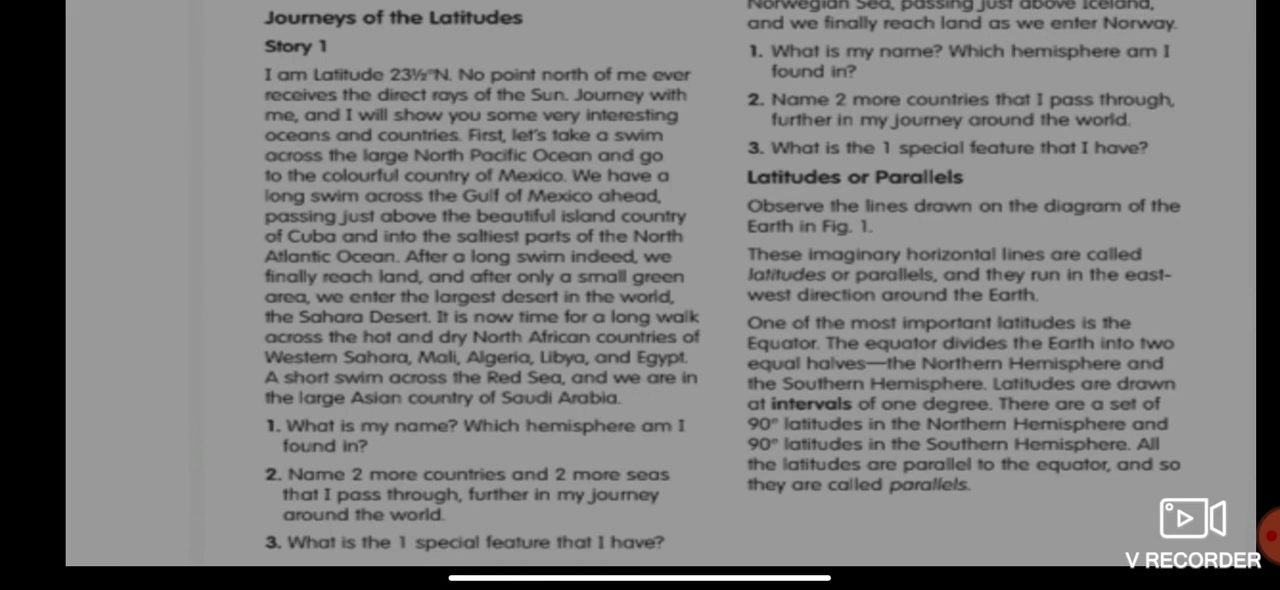 Journeys of the Latitudes
Story 1
I am Latitude 23½°N. No point north of me ever
receives the direct rays of the Sun. Journey with
me, and I will show you some very interesting
oceans and countries. First, let's take a swim
across the large North Pacific Ocean and go
to the colourful country of Mexico. We have a
long swim across the Gulf of Mexico ahead,
passing just above the beautiful island country
of Cuba and into the saltiest parts of the North
Atlantic Ocean. After a long swim indeed, we
finally reach land, and after only a small green
area, we enter the largest desert in the world,
the Sahara Desert. It is now time for a long walk
across the hot and dry North African countries of
Western Sahara, Mali, Algeria, Libya, and Egypt.
A short swim across the Red Sea, and we are in
the large Asian country of Saudi Arabia.
1. What is my name? Which hemisphere am I
found in?
2. Name 2 more countries and 2 more seas
that I pass through, further in my journey
around the world.
3. What is the 1 special feature that I have?
Norwegian Sea, passing just above Iceland,
and we finally reach land as we enter Norway.
1. What is my name? Which hemisphere am I
found in?
2. Name 2 more countries that I pass through,
further in my journey around the world.
3. What is the 1 special feature that I have?
Latitudes or Parallels
Observe the lines drawn on the diagram of the
Earth in Fig. 1.
These imaginary horizontal lines are called
latitudes or parallels, and they run in the east-
west direction around the Earth.
One of the most important latitudes is the
Equator. The equator divides the Earth into two
equal halves—the Northern Hemisphere and
the Southern Hemisphere. Latitudes are drawn
at intervals of one degree. There are a set of
90° latitudes in the Northern Hemisphere and
90° latitudes in the Southern Hemisphere. All
the latitudes are parallel to the equator, and so
they are called parallels.
V RECORDER